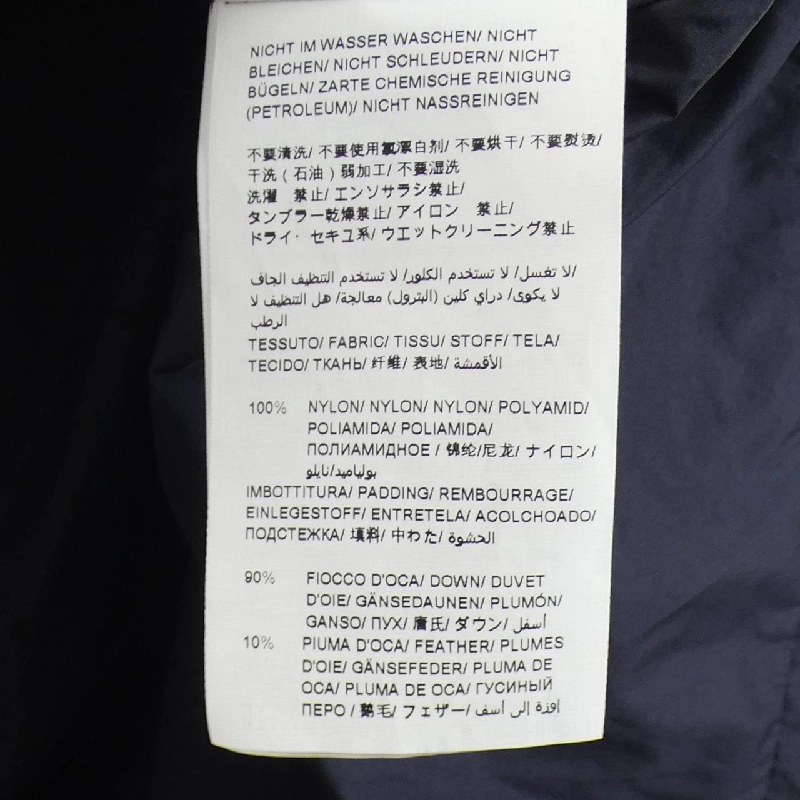 NICHT IM WASSER WASCHEN/ NICHT
BLEICHEN/ NICHT SCHLEUDERN/ NICHT
BÜGELN/ ZARTE CHEMISCHE REINIGUNG
(PETROLEUM)/ NICHT NASSREINIGEN
不要清洗/ 不要使用氯漂白剂/ 不要烘干/ 不要熨烫/
干洗 ( 石油 ) 弱加工/ 不要湿洗
洗濯 禁止/ エンソサラシ禁止/
タンブラー乾燥禁止/ アイロン 禁止/
ドライ・ セキユ系/ ウエットクリーニング禁止
/لا تغسل/ لا تستخدم الكلور/ لا تستخدم التنظيف الجاف
لا يكوى/ دراي كلين (البترول) معالجة/ هل التنظيف لا
الرطب
TESSUTO/ FABRIC/ TISSU/ STOFF/ TELA/
TECIDO/ ТКАНЬ/ 纤维/ 表地/ الأقمشة/
100% NYLON/ NYLON/ NYLON/ POLYAMID/
POLIAMIDA/ POLIAMIDA/
ПОЛИАМИДНОЕ / 锦纶/尼龙/ ナイロン/
بولياميد/نايلو
IMBOTTITURA/ PADDING/ REMBOURRAGE/
EINLEGESTOFF/ ENTRETELA/ ACOLCHOADO/
ПОДСТЕЖКА/ 填料/ 中わた/ الحشوة/
90% FIOCCO D'OCA/ DOWN/ DUVET
D'OIE/ GÄNSEDAUNEN/ PLUMÓN/
GANSO/ ПУХ/ 唐氏/ ダウン/ أسفل/
10% PIUMA D'OCA/ FEATHER/ PLUMES
D'OIE/ GÄNSEFEDER/ PLUMA DE
OCA/ PLUMA DE OCA/ ГУСИНЫЙ
ПЕРО / 鹅毛/ フェザー/ إوزة إلى أسف/